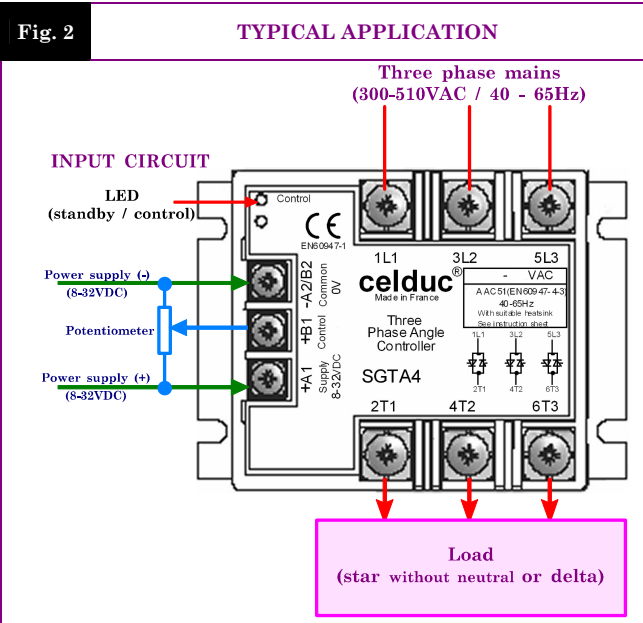 Fig. 2
TYPICAL APPLICATION
Three phase mains
(300-510VAC / 40 - 65Hz)
INPUT CIRCUIT
LED
(standby / control)
Control
EN60947-1
1L1 3L2 5L3
Power supply (-)
(8-32VDC)
-A2/B2
Common
0V
celduc®
Made in France
- VAC
AAC51(EN60947-4-3)
40-65Hz
With suitable heatsink
See instruction sheet
Potentiometer
+B1
Control
Three
Phase Angle
Controller
1L1 3L2 5L3
Power supply (+)
(8-32VDC)
+A1
Supply
8-32VDC
SGTA4
2T1 4T2 6T3
2T1 4T2 6T3
Load
(star without neutral or delta)